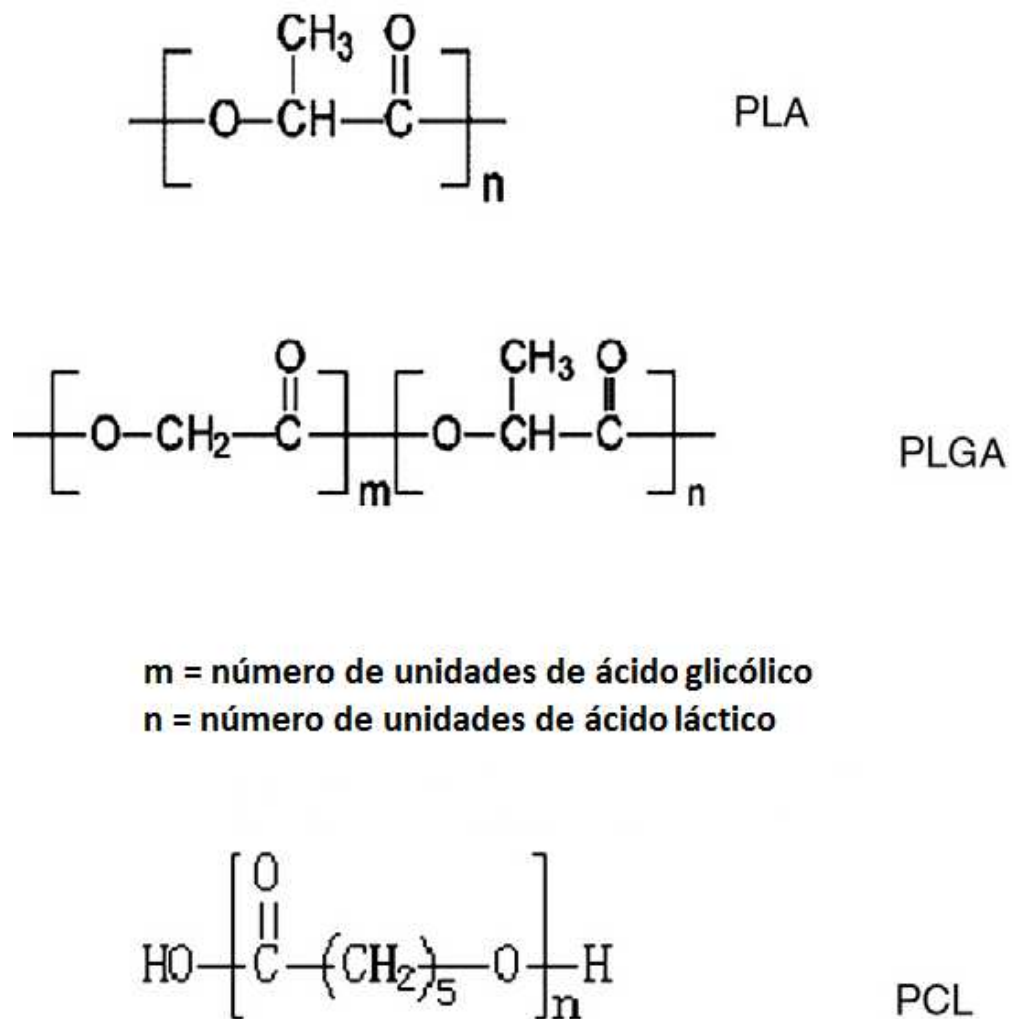 CH₃ O
O CH C
n
PLA
O CH₃ O
O CH₂ C O CH C
m n
PLGA
m = número de unidades de ácido glicólico
n = número de unidades de ácido láctico
O
HO C (CH₂)₅ O H
n
PCL